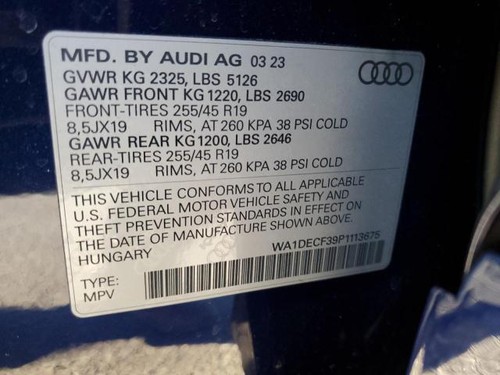 MFD. BY AUDI AG 03 23
GVWR KG 2325, LBS 5126
GAWR FRONT KG 1220, LBS 2690
FRONT-TIRES 255/45 R19
8,5JX19 RIMS, AT 260 KPA 38 PSI COLD
GAWR REAR KG1200, LBS 2646
REAR-TIRES 255/45 R19
8,5JX19 RIMS, AT 260 KPA 38 PSI COLD
THIS VEHICLE CONFORMS TO ALL APPLICABLE
U.S. FEDERAL MOTOR VEHICLE SAFETY AND
THEFT PREVENTION STANDARDS IN EFFECT ON
THE DATE OF MANUFACTURE SHOWN ABOVE.
HUNGARY
WA1DECF39P1113675
TYPE:
MPV